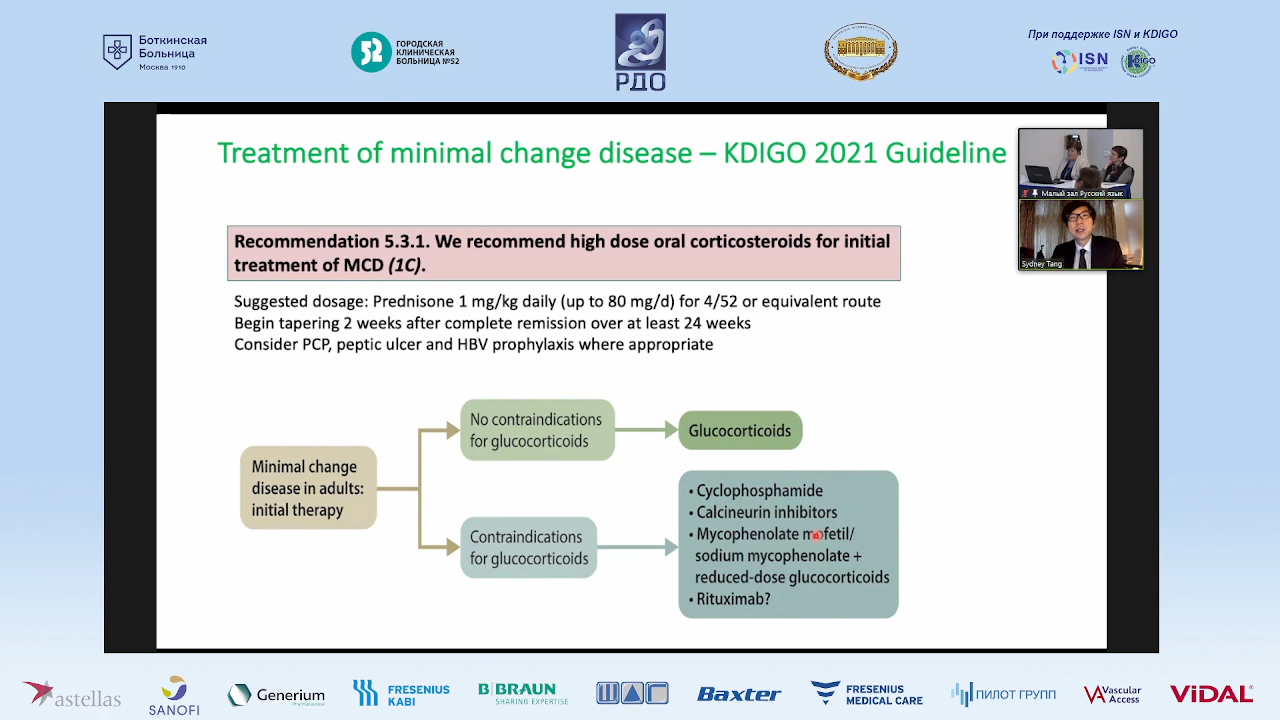 Боткинская
Больница
Москва 1910
52
ГОРОДСКАЯ
КЛИНИЧЕСКАЯ
БОЛЬНИЦА №52
РДО
При поддержке ISN и KDIGO
ISN
KDIGO
Treatment of minimal change disease – KDIGO 2021 Guideline
Малый зал Русский язык
Sydney Tang
Recommendation 5.3.1. We recommend high dose oral corticosteroids for initial
treatment of MCD (1C).
Suggested dosage: Prednisone 1 mg/kg daily (up to 80 mg/d) for 4/52 or equivalent route
Begin tapering 2 weeks after complete remission over at least 24 weeks
Consider PCP, peptic ulcer and HBV prophylaxis where appropriate
Minimal change
disease in adults:
initial therapy
No contraindications
for glucocorticoids
Glucocorticoids
Contraindications
for glucocorticoids
• Cyclophosphamide
• Calcineurin inhibitors
• Mycophenolate mofetil/
sodium mycophenolate +
reduced-dose glucocorticoids
• Rituximab?
astellas
SANOFI
Generium
Pharmaceutical
FRESENIUS
KABI
B BRAUN
SHARING EXPERTISE
ШАГ
Baxter
FRESENIUS
MEDICAL CARE
ПИЛОТ ГРУПП
VA Vascular
Access
ViDAL